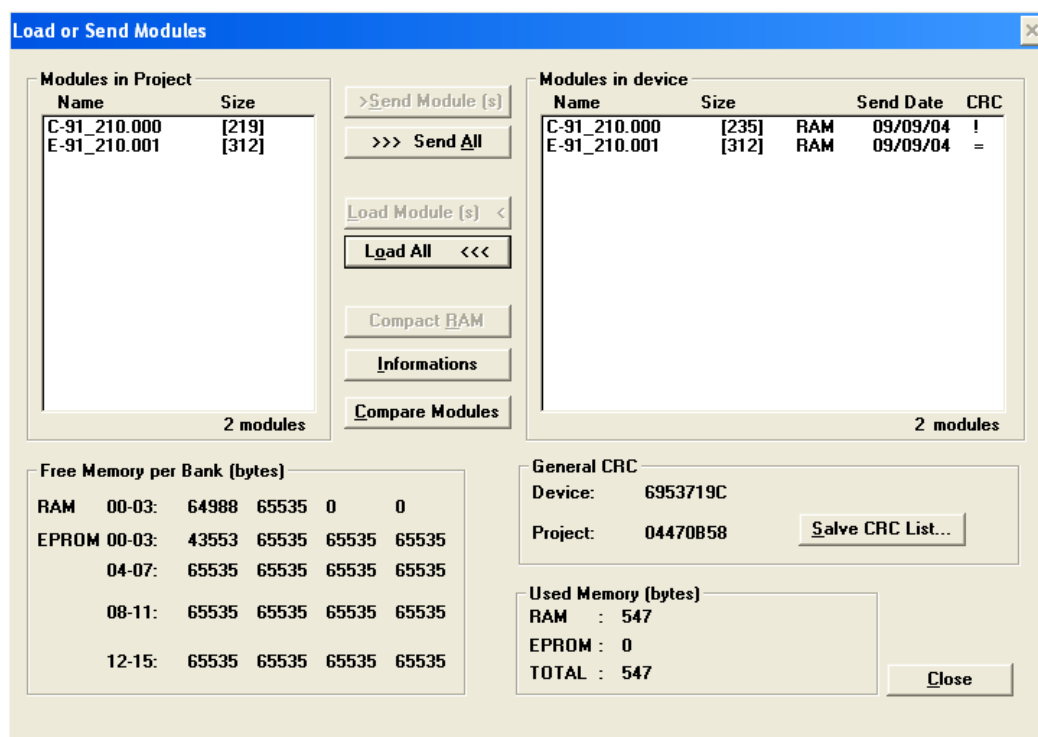 Load or Send Modules
Modules in Project
Name Size
C-91_210.000 [219]
E-91_210.001 [312]
2 modules
>Send Module (s)
>>> Send All
Load Module (s) <
Load All <<<
Compact RAM
Informations
Compare Modules
Modules in device
Name Size Send Date CRC
C-91_210.000 [235] RAM 09/09/04 !
E-91_210.001 [312] RAM 09/09/04 =
2 modules
Free Memory per Bank (bytes)
RAM 00-03: 64988 65535 0 0
EPROM 00-03: 43553 65535 65535 65535
04-07: 65535 65535 65535 65535
08-11: 65535 65535 65535 65535
12-15: 65535 65535 65535 65535
General CRC
Device: 6953719C
Project: 04470B58
Salve CRC List...
Used Memory (bytes)
RAM : 547
EPROM : 0
TOTAL : 547
Close